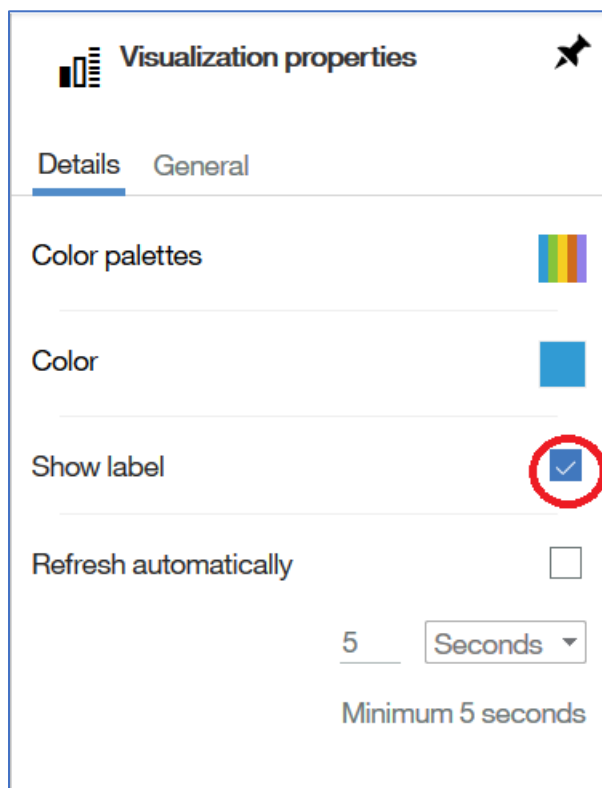 Visualization properties
Details General
Color palettes
Color
Show label
Refresh automatically
5 Seconds
Minimum 5 seconds